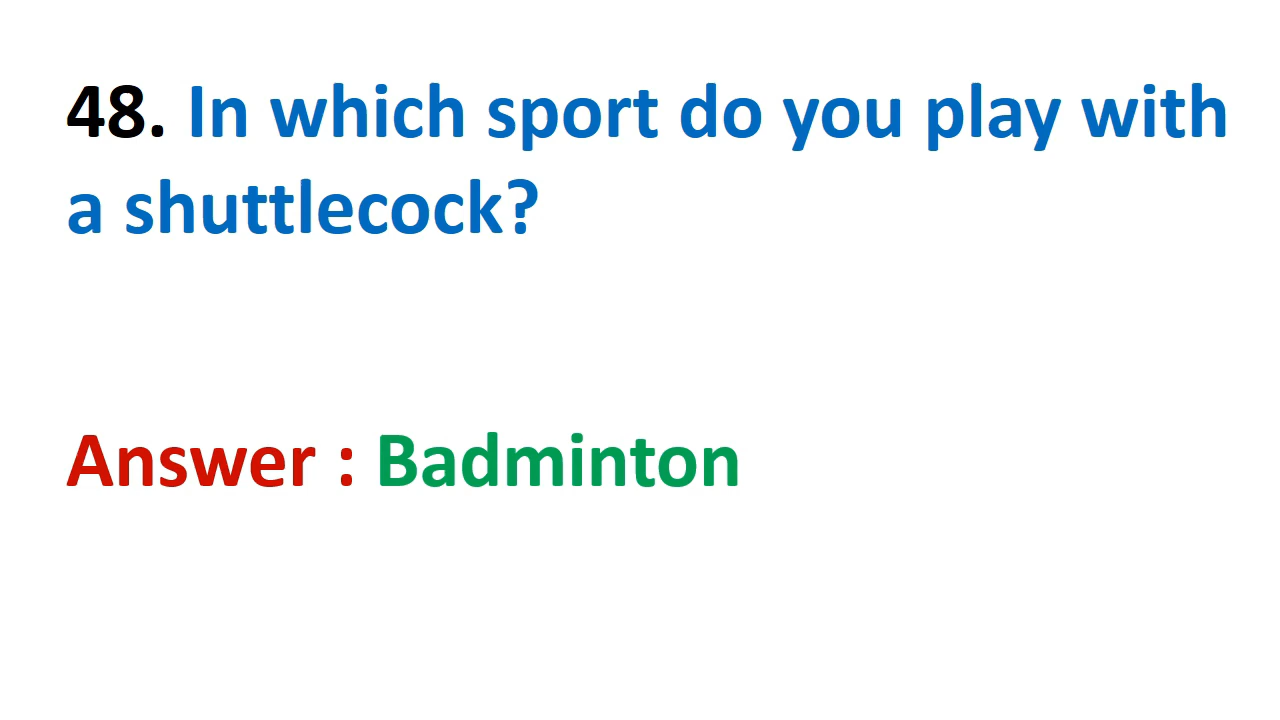 48. In which sport do you play with
a shuttlecock?
Answer : Badminton